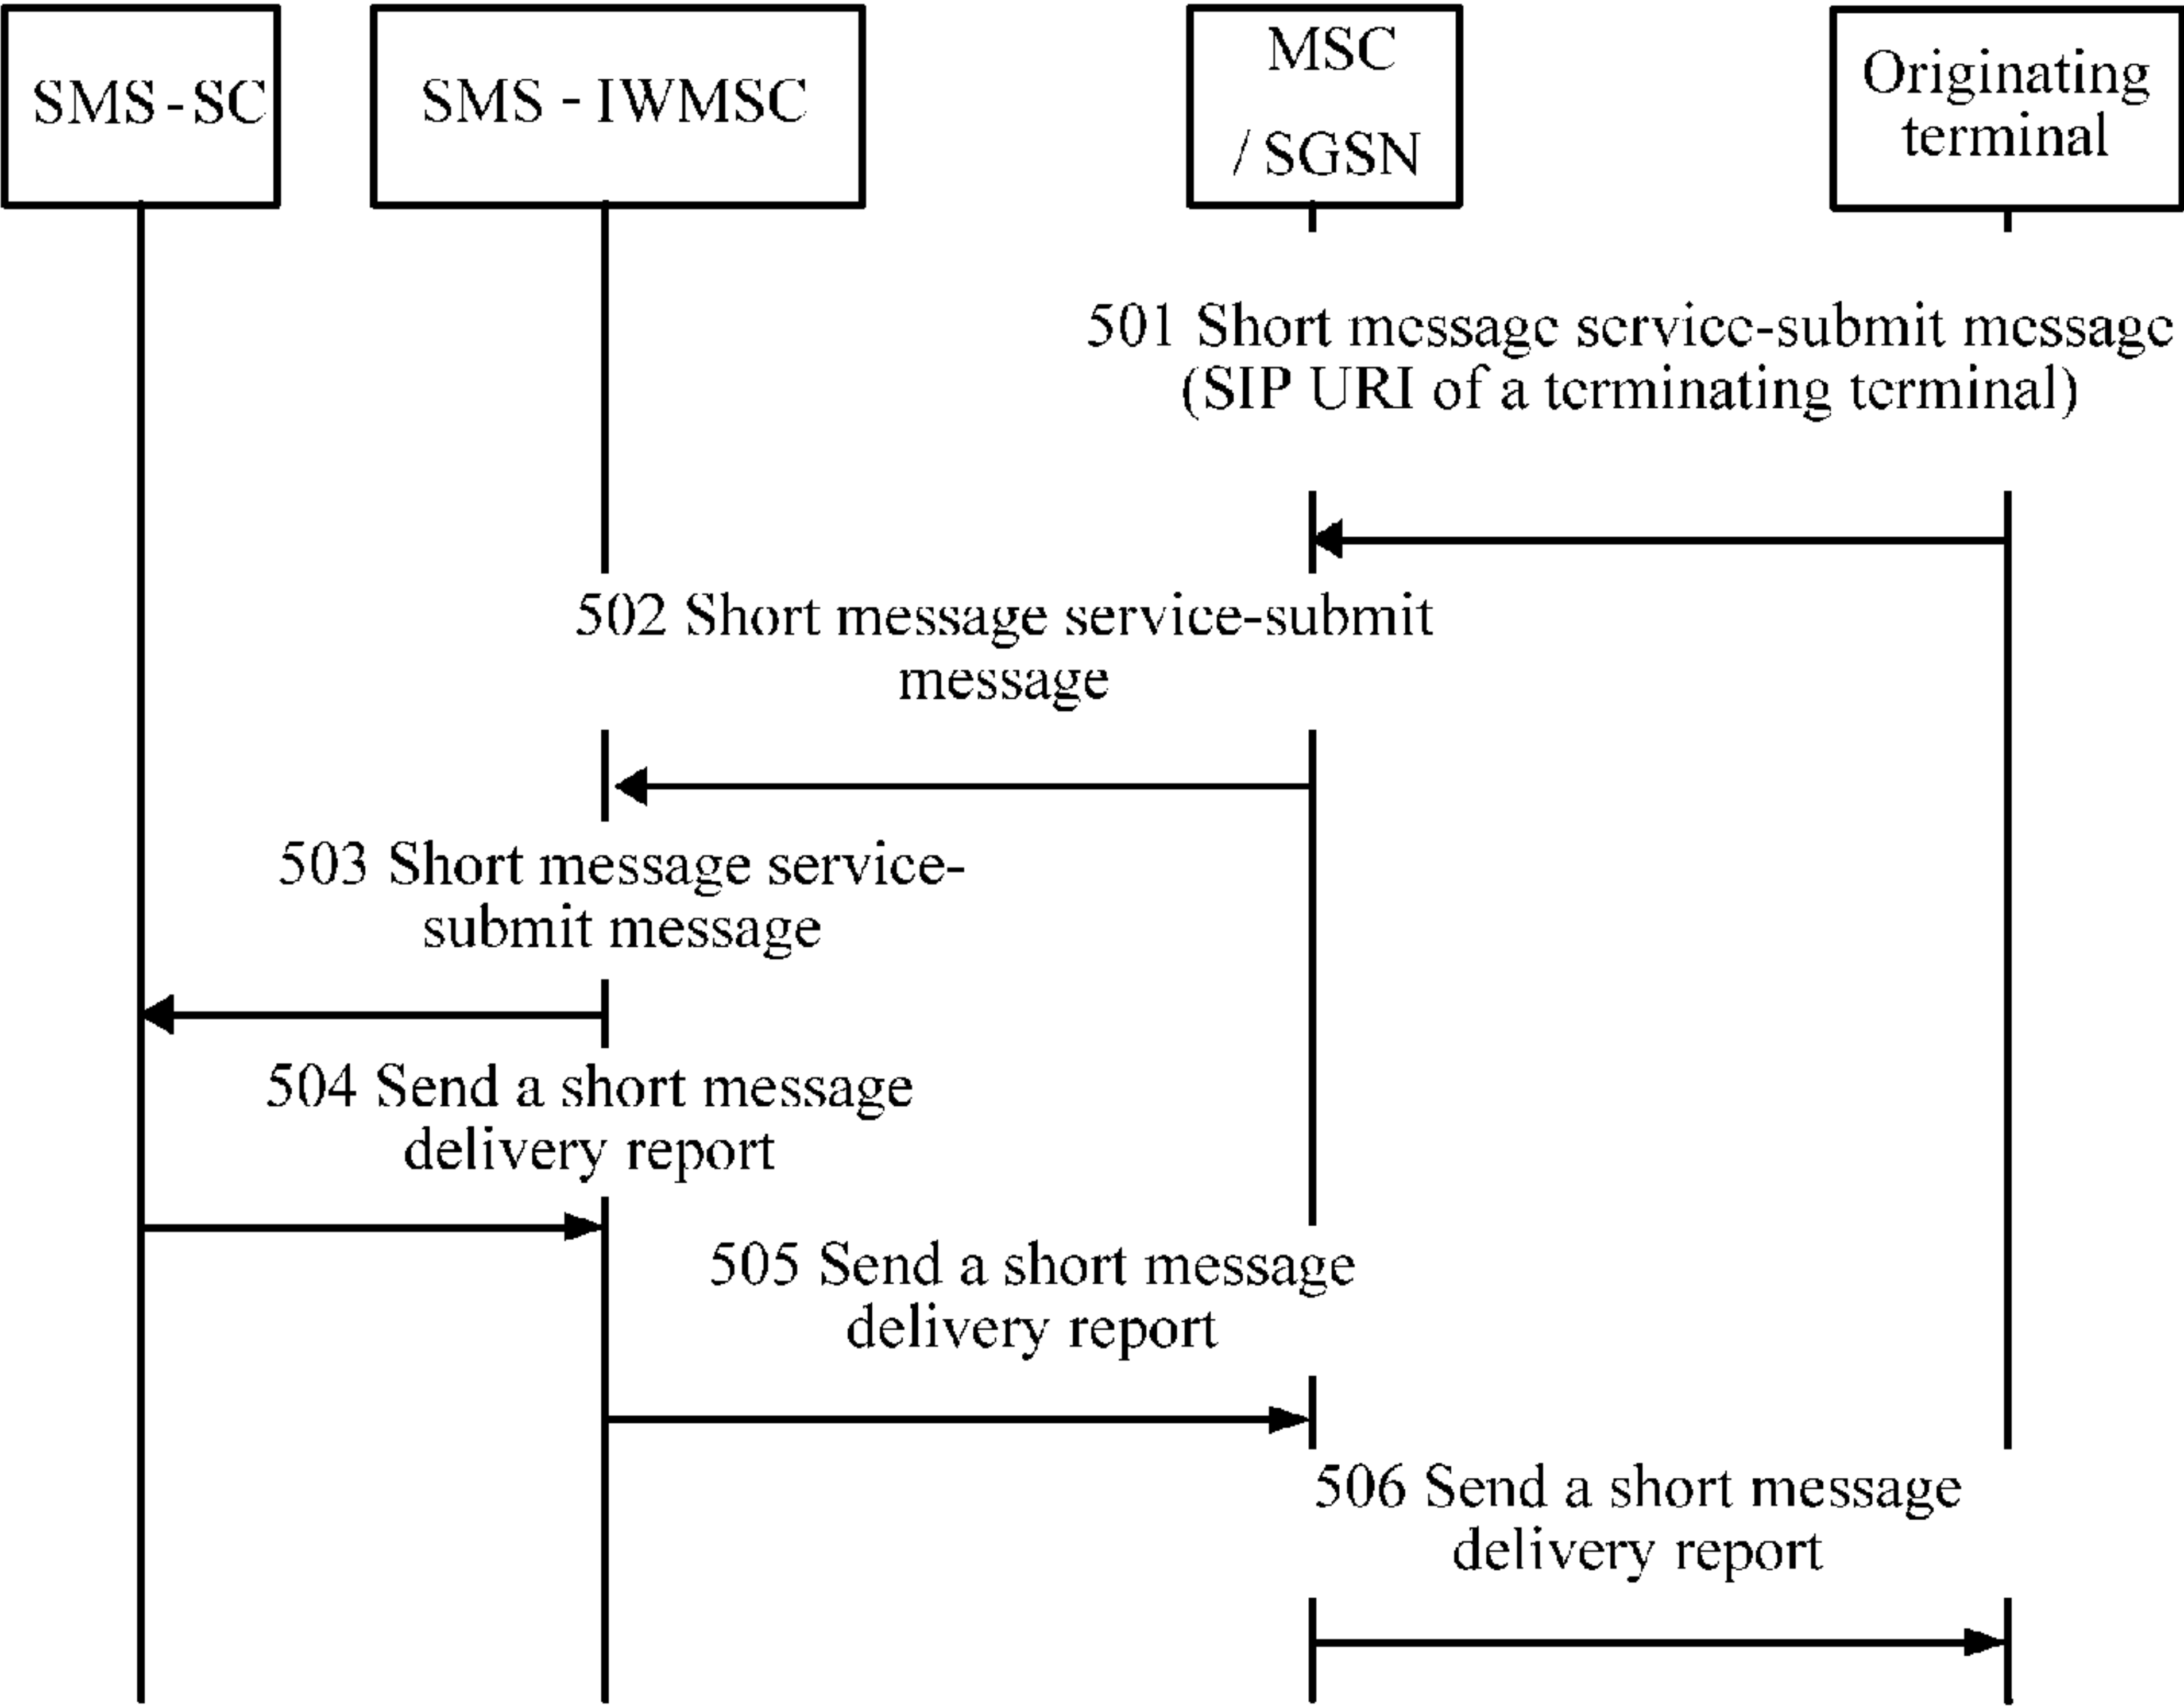 SMS-SC
SMS-IWMSC
MSC
/SGSN
Originating
terminal
501 Short message service-submit message
(SIP URI of a terminating terminal)
502 Short message service-submit
message
503 Short message service-
submit message
504 Send a short message
delivery report
505 Send a short message
delivery report
506 Send a short message
delivery report